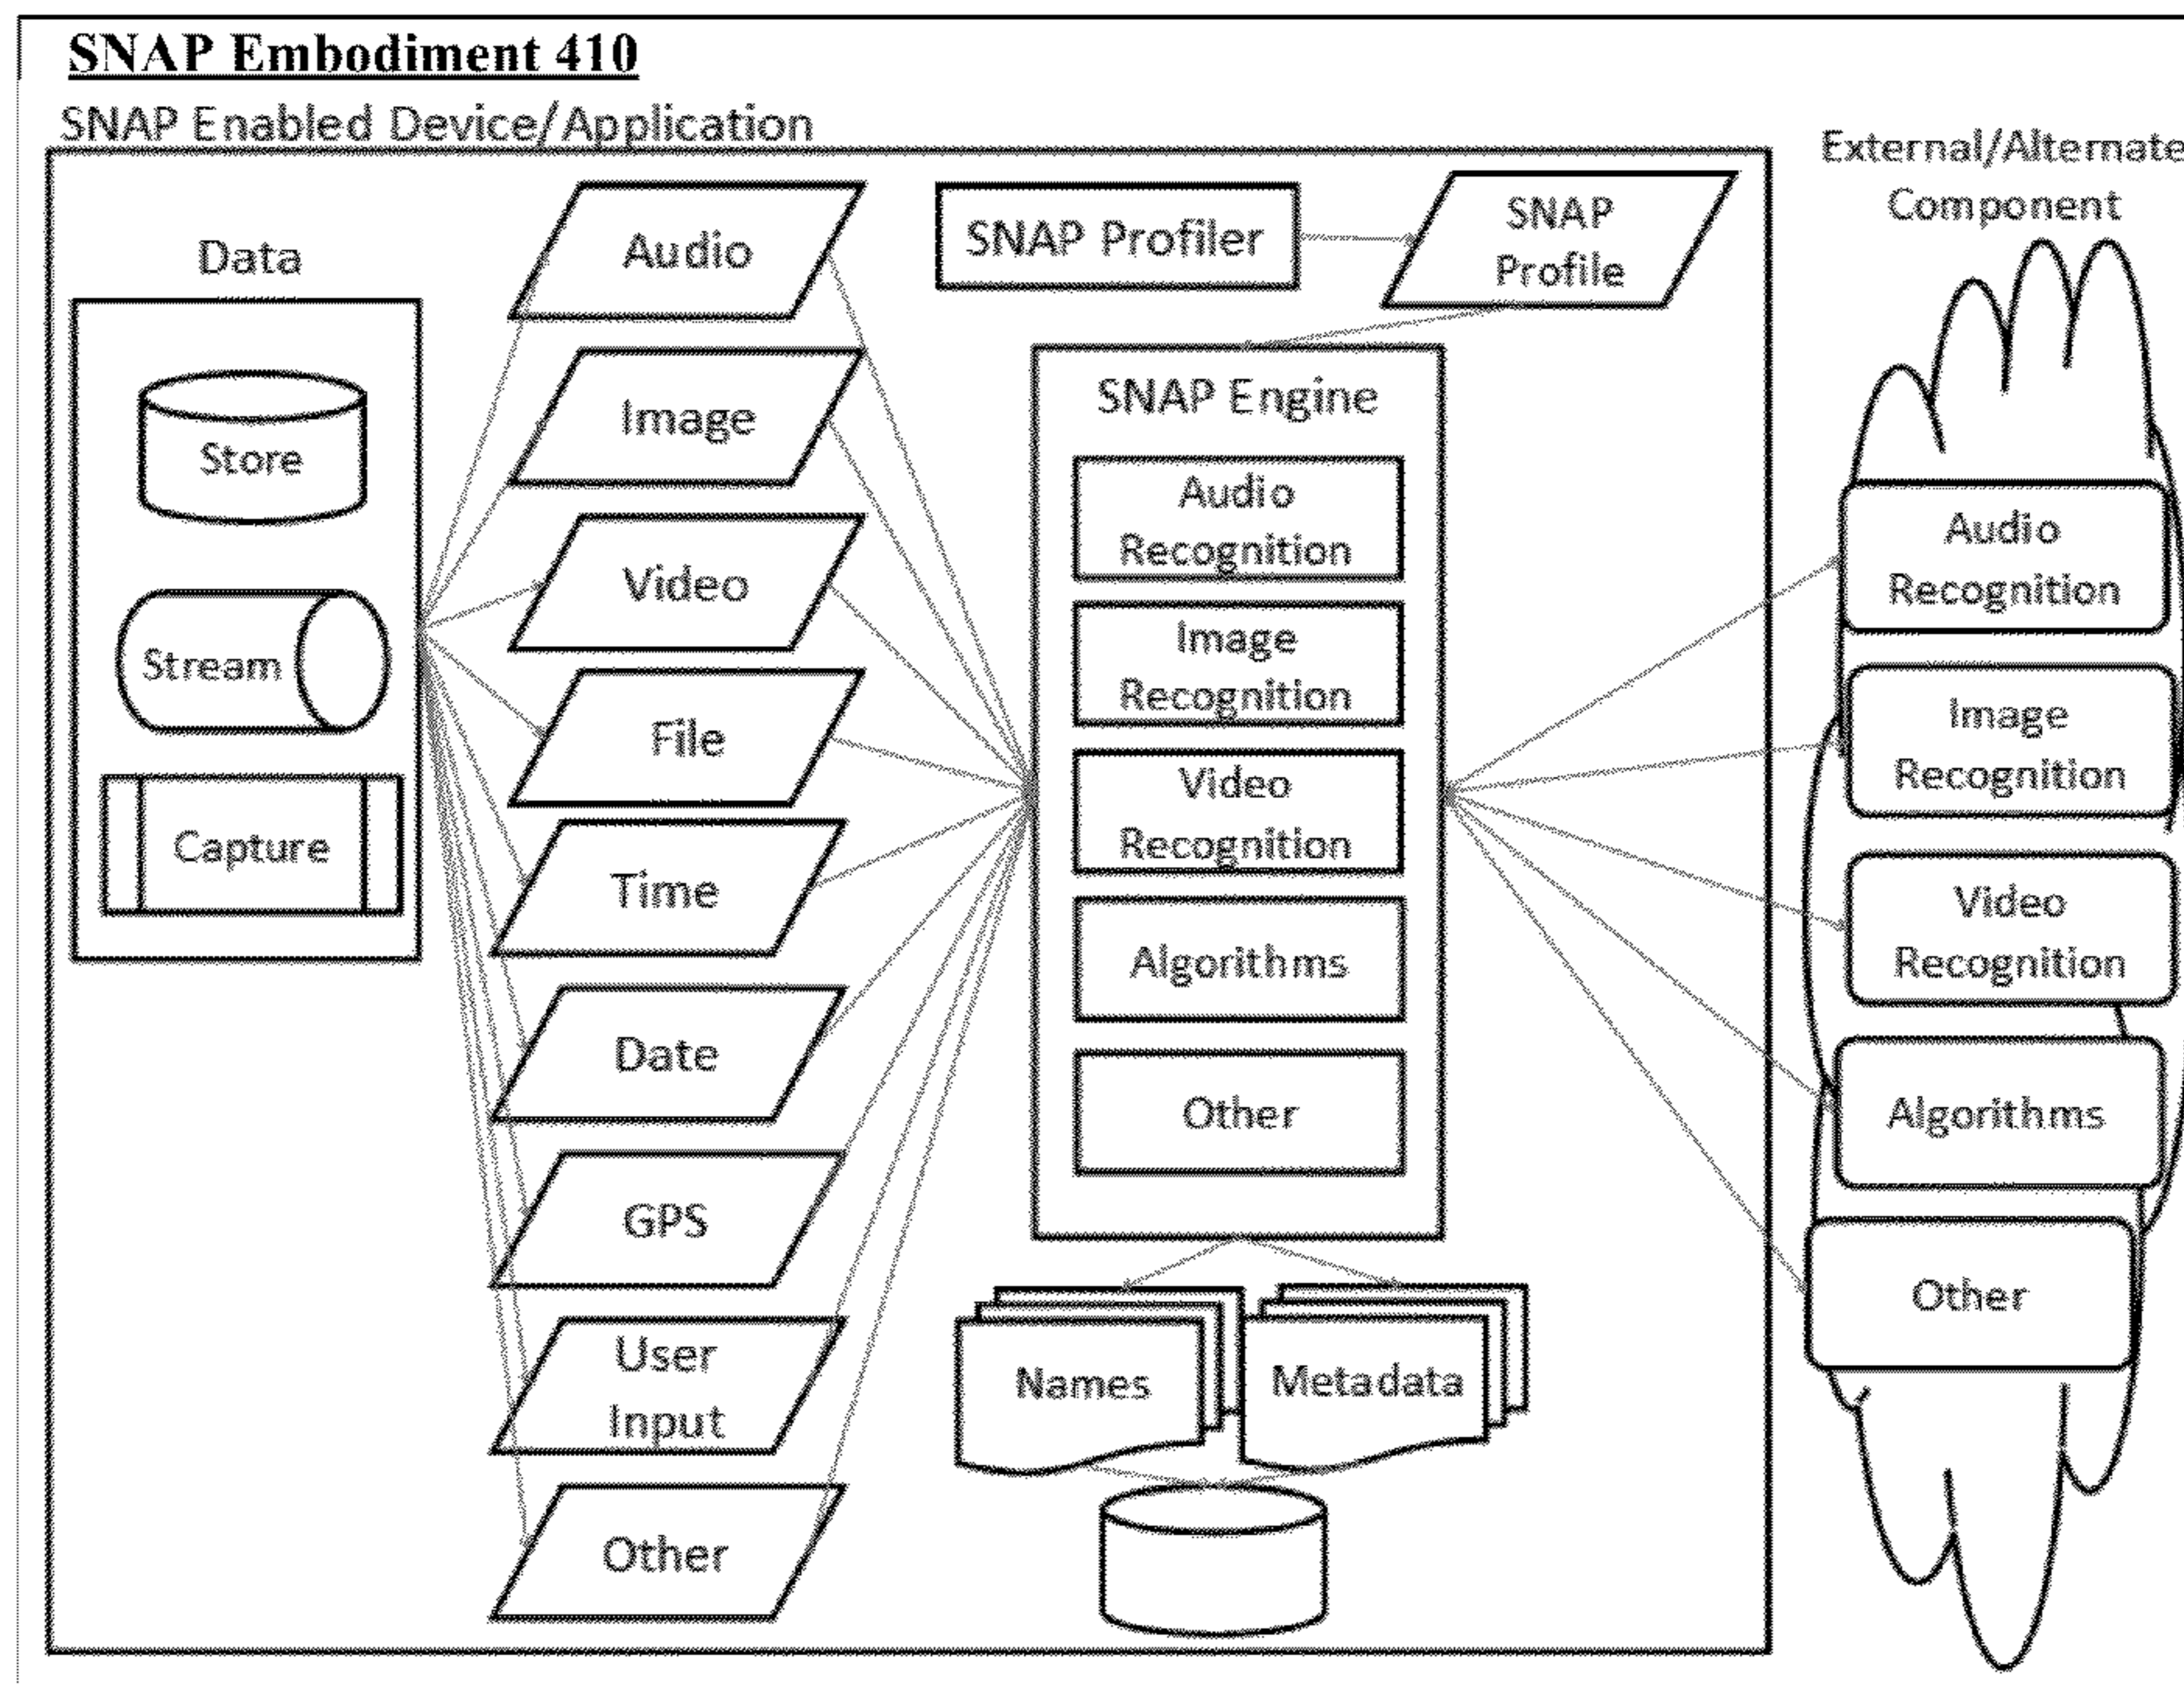 SNAP Embodiment 410
SNAP Enabled Device/Application
External/Alternate
Component
Data
Store
Stream
Capture
Audio
Image
Video
File
Time
Date
GPS
User
Input
Other
SNAP Profiler
SNAP
Profile
SNAP Engine
Audio
Recognition
Image
Recognition
Video
Recognition
Algorithms
Other
Names
Metadata
Audio
Recognition
Image
Recognition
Video
Recognition
Algorithms
Other